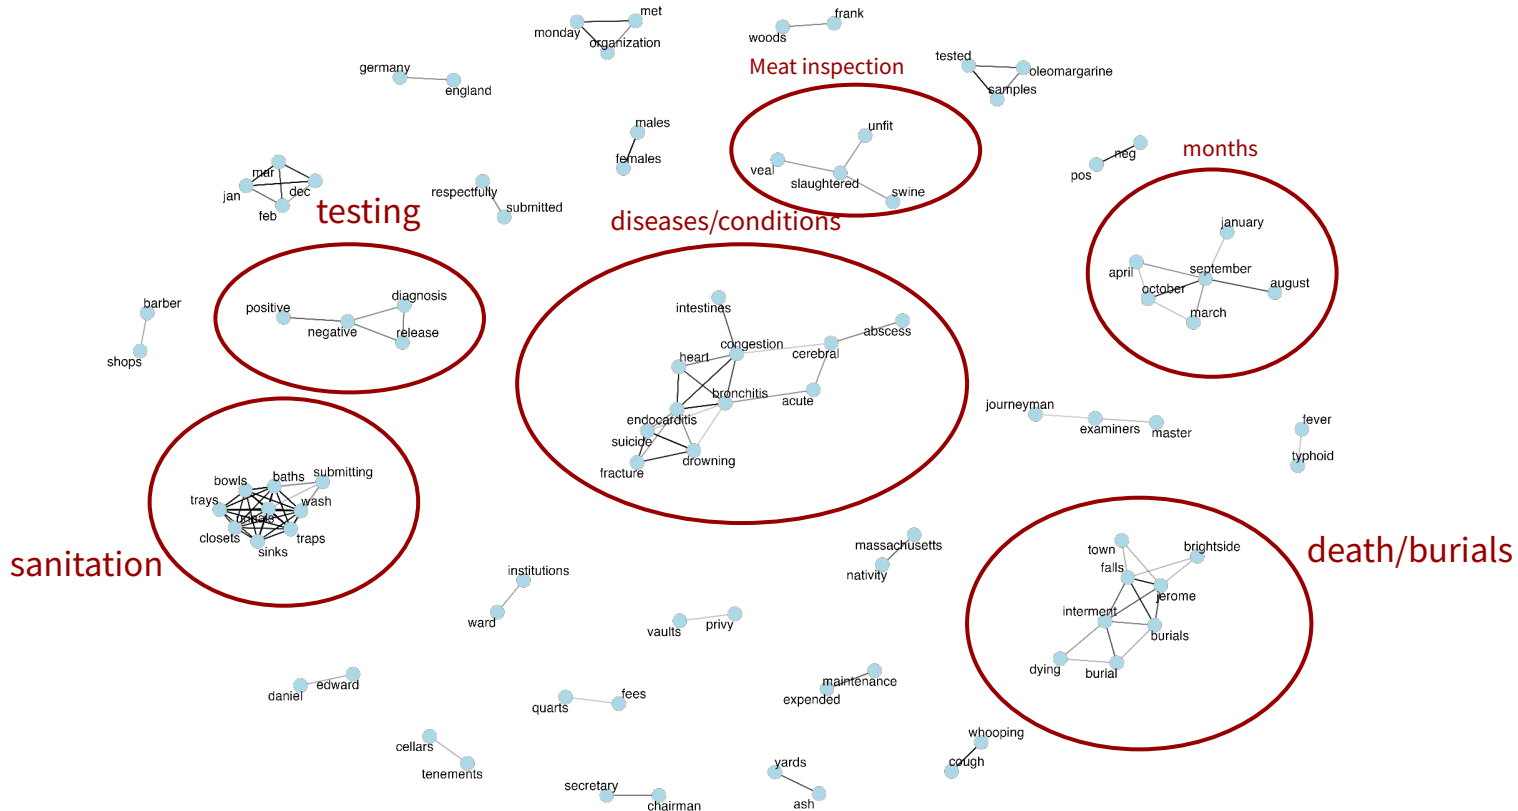 met
monday
organization
frank
woods
germany
england
Meat inspection
tested
oleomargarine
samples
males
females
unfit
veal
slaughtered
swine
neg
pos
months
mar
jan
dec
feb
respectfully
submitted
testing
diseases/conditions
january
april
september
october
august
march
barber
shops
positive
diagnosis
negative
release
intestines
abscess
congestion
cerebral
heart
bronchitis
acute
endocarditis
suicide
drowning
fracture
journeyman
examiners
master
fever
typhoid
bowls
baths
submitting
trays
wash
urinals
closets
traps
sinks
sanitation
massachusetts
nativity
town
brightside
falls
jerome
interment
burials
dying
burial
death/burials
institutions
ward
vaults
privy
daniel
edward
quarts
fees
maintenance
expended
cellars
tenements
whooping
cough
yards
ash
secretary
chairman